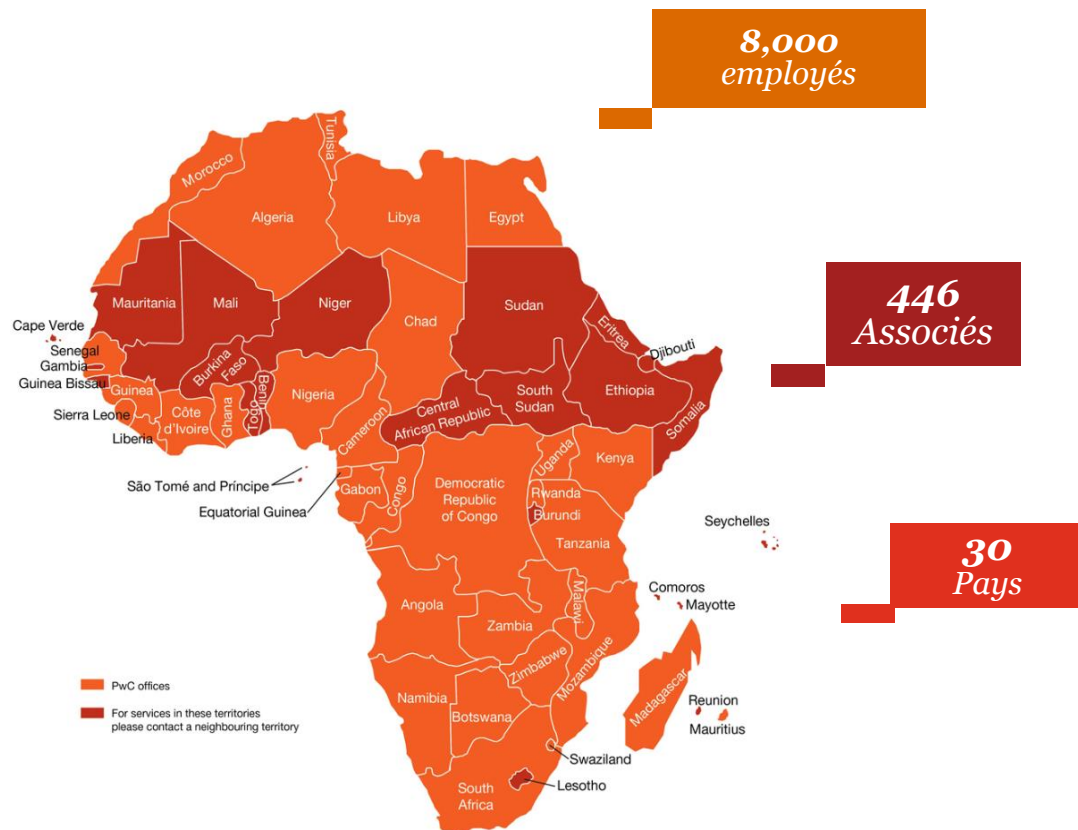 8,000
employés
Tunisia
Morocco
Algeria
Libya
Egypt
446
Associés
Mauritania
Mali
Niger
Chad
Sudan
Eritrea
Djibouti
Cape Verde
Senegal
Gambia
Guinea Bissau
Guinea
Sierra Leone
Liberia
Côte
d'Ivoire
Burkina
Faso
Ghana
Togo
Benin
Nigeria
Cameroon
Central
African Republic
South
Sudan
Ethiopia
Somalia
São Tomé and Príncipe
Equatorial Guinea
Gabon
Congo
Democratic
Republic
of Congo
Uganda
Kenya
Rwanda
Burundi
Tanzania
Seychelles
30
Pays
Comoros
Mayotte
Angola
Zambia
Malawi
Mozambique
Zimbabwe
Madagascar
Namibia
Botswana
Reunion
Mauritius
Swaziland
Lesotho
South
Africa
PwC offices
For services in these territories
please contact a neighbouring territory